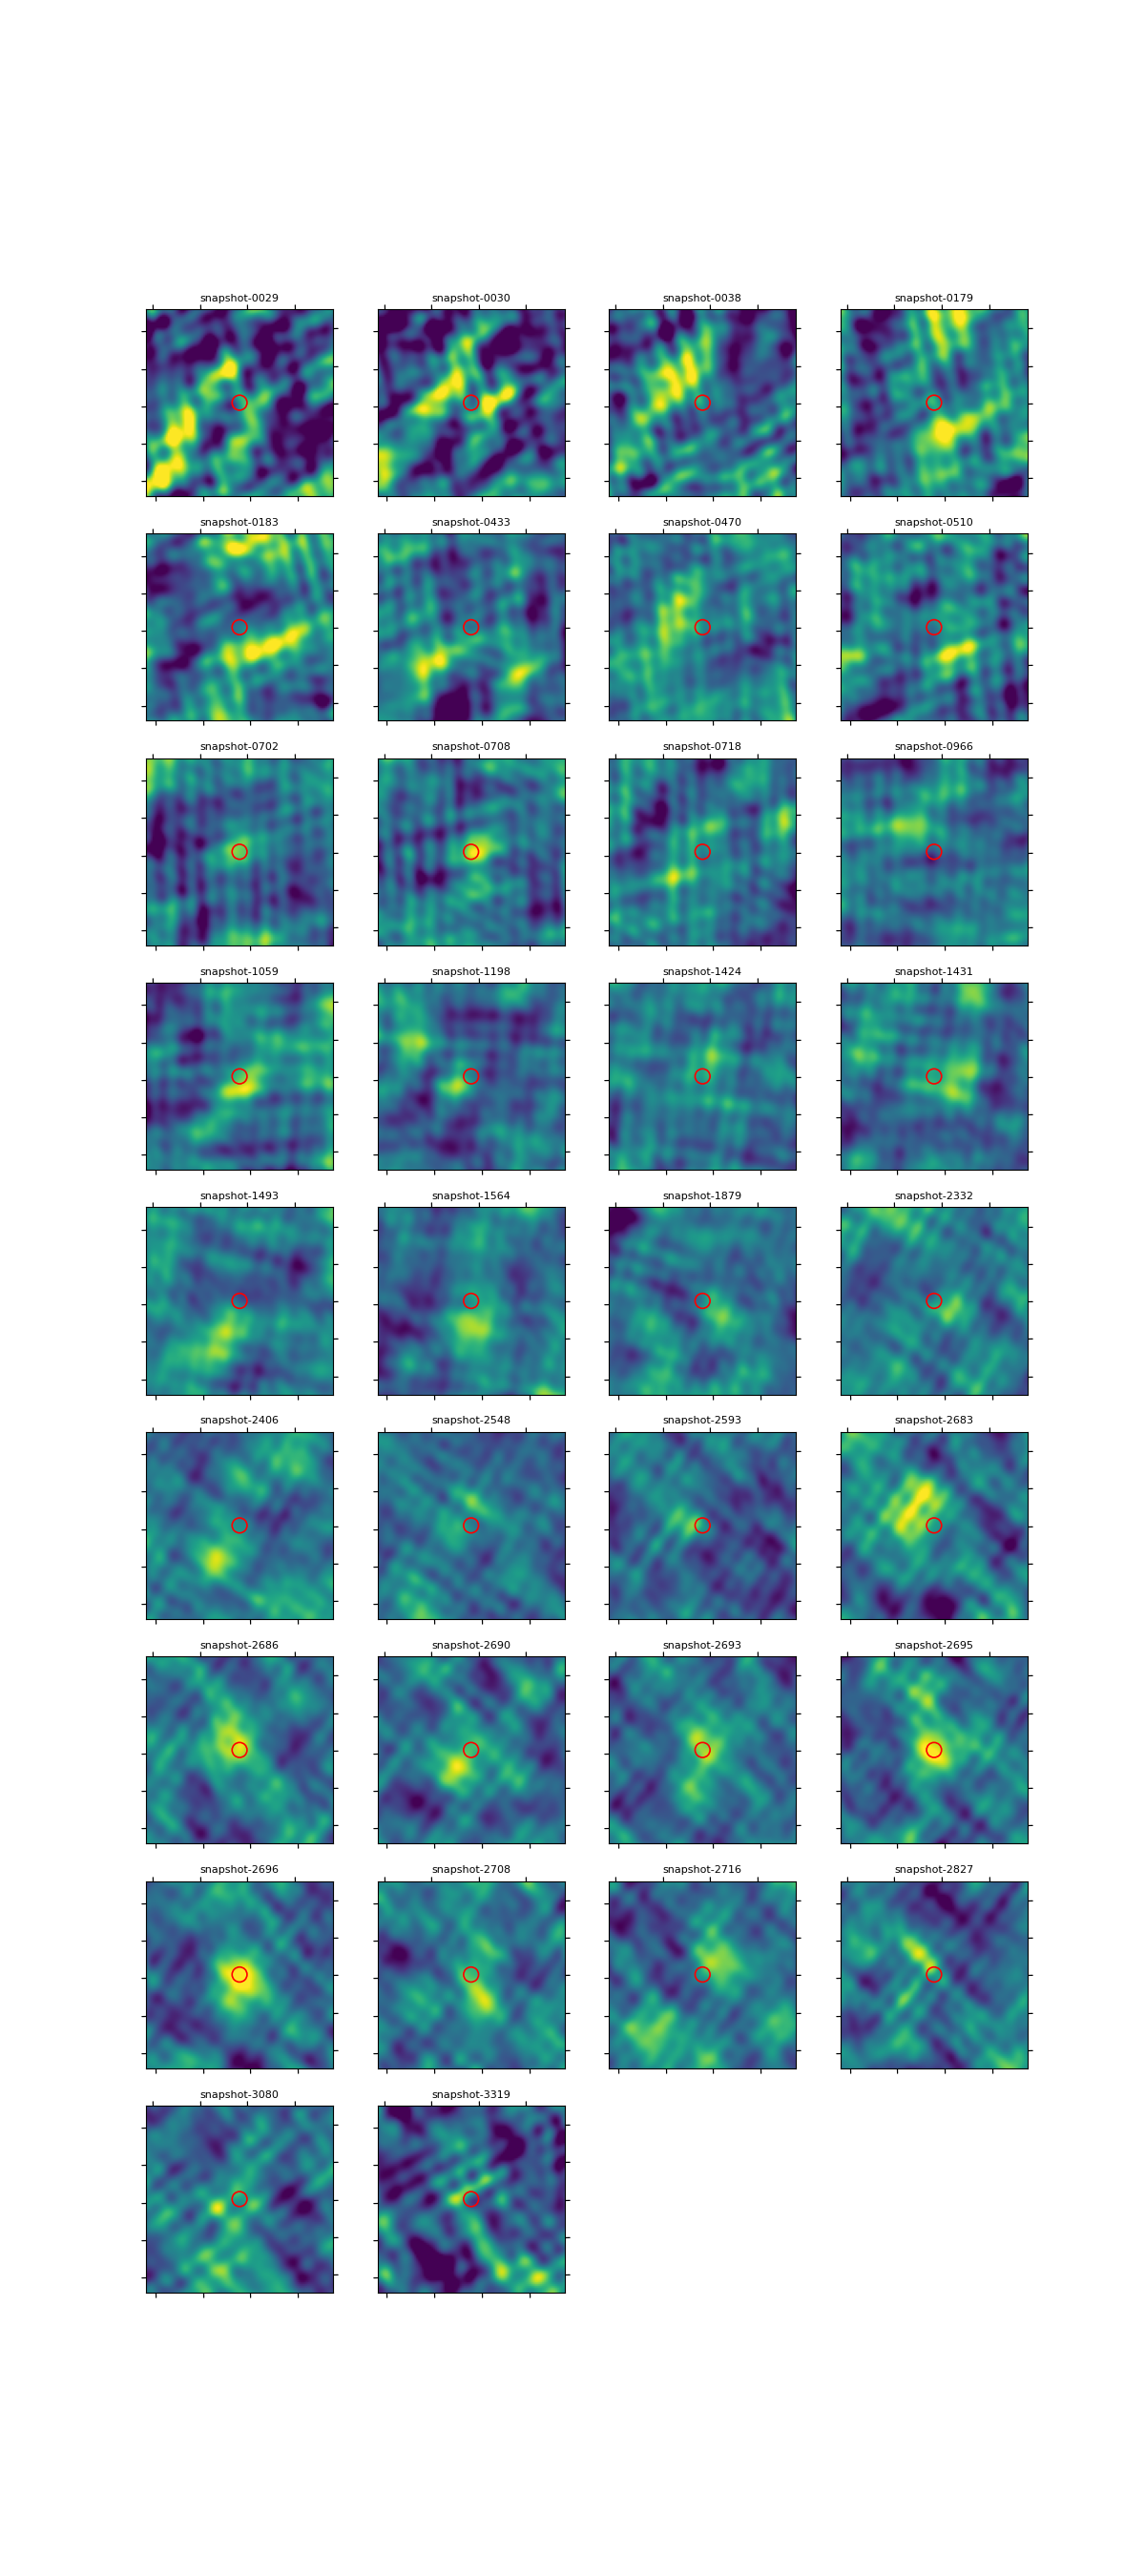 snapshot-0029 snapshot-0030 snapshot-0038 snapshot-0179
snapshot-0183 snapshot-0433 snapshot-0470 snapshot-0510
snapshot-0702 snapshot-0708 snapshot-0718 snapshot-0966
snapshot-1059 snapshot-1198 snapshot-1424 snapshot-1431
snapshot-1493 snapshot-1564 snapshot-1879 snapshot-2332
snapshot-2406 snapshot-2548 snapshot-2593 snapshot-2683
snapshot-2686 snapshot-2690 snapshot-2693 snapshot-2695
snapshot-2696 snapshot-2708 snapshot-2716 snapshot-2827
snapshot-3080 snapshot-3319